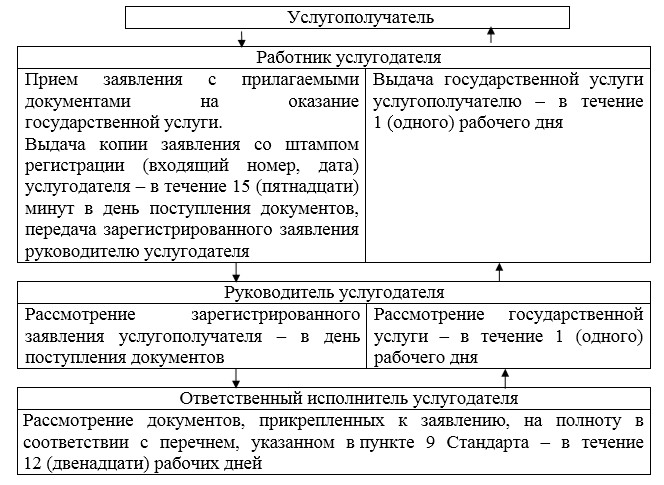 Услугополучатель
Работник услугодателя
Прием заявления с прилагаемыми
документами на оказание
государственной услуги.
Выдача копии заявления со штампом
регистрации (входящий номер, дата)
услугодателя – в течение 15 (пятнадцати)
минут в день поступления документов,
передача зарегистрированного заявления
руководителю услугодателя
Выдача государственной услуги
услугополучателю – в течение
1 (одного) рабочего дня
Руководитель услугодателя
Рассмотрение зарегистрированного
заявления услугополучателя – в день
поступления документов
Рассмотрение государственной
услуги – в течение 1 (одного)
рабочего дня
Ответственный исполнитель услугодателя
Рассмотрение документов, прикрепленных к заявлению, на полноту в
соответствии с перечнем, указанном в пункте 9 Стандарта – в течение
12 (двенадцати) рабочих дней